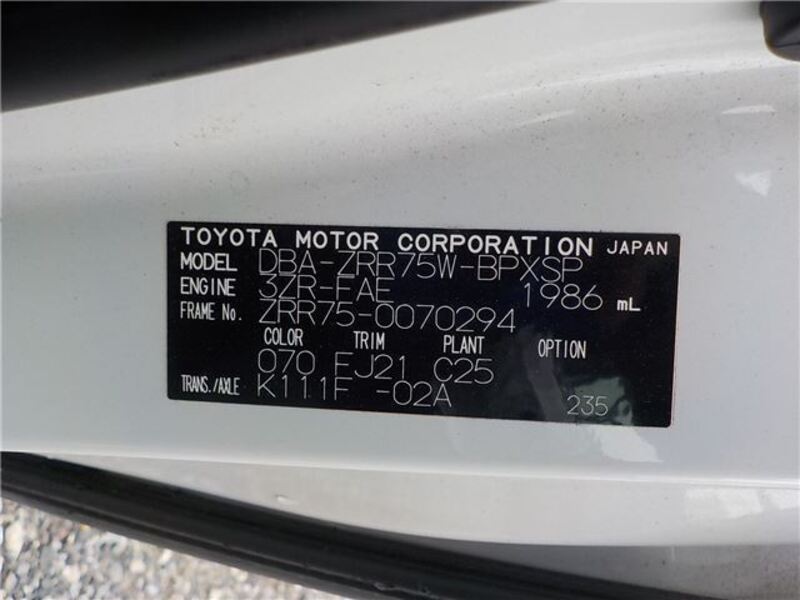 TOYOTA MOTOR CORPORATION JAPAN
MODEL DBA-ZRR75W-BPXSP
ENGINE 3ZR-FAE 1986 mL
FRAME No. ZRR75-0070294
COLOR TRIM PLANT OPTION
070 FJ21 C25
TRANS./AXLE K111F -02A
235